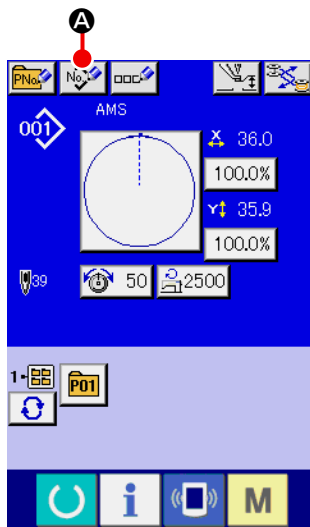 A
PNo. No.
AMS
001
X 36.0
100.0%
Y 35.9
100.0%
39 50 2500
1-
P01
i M